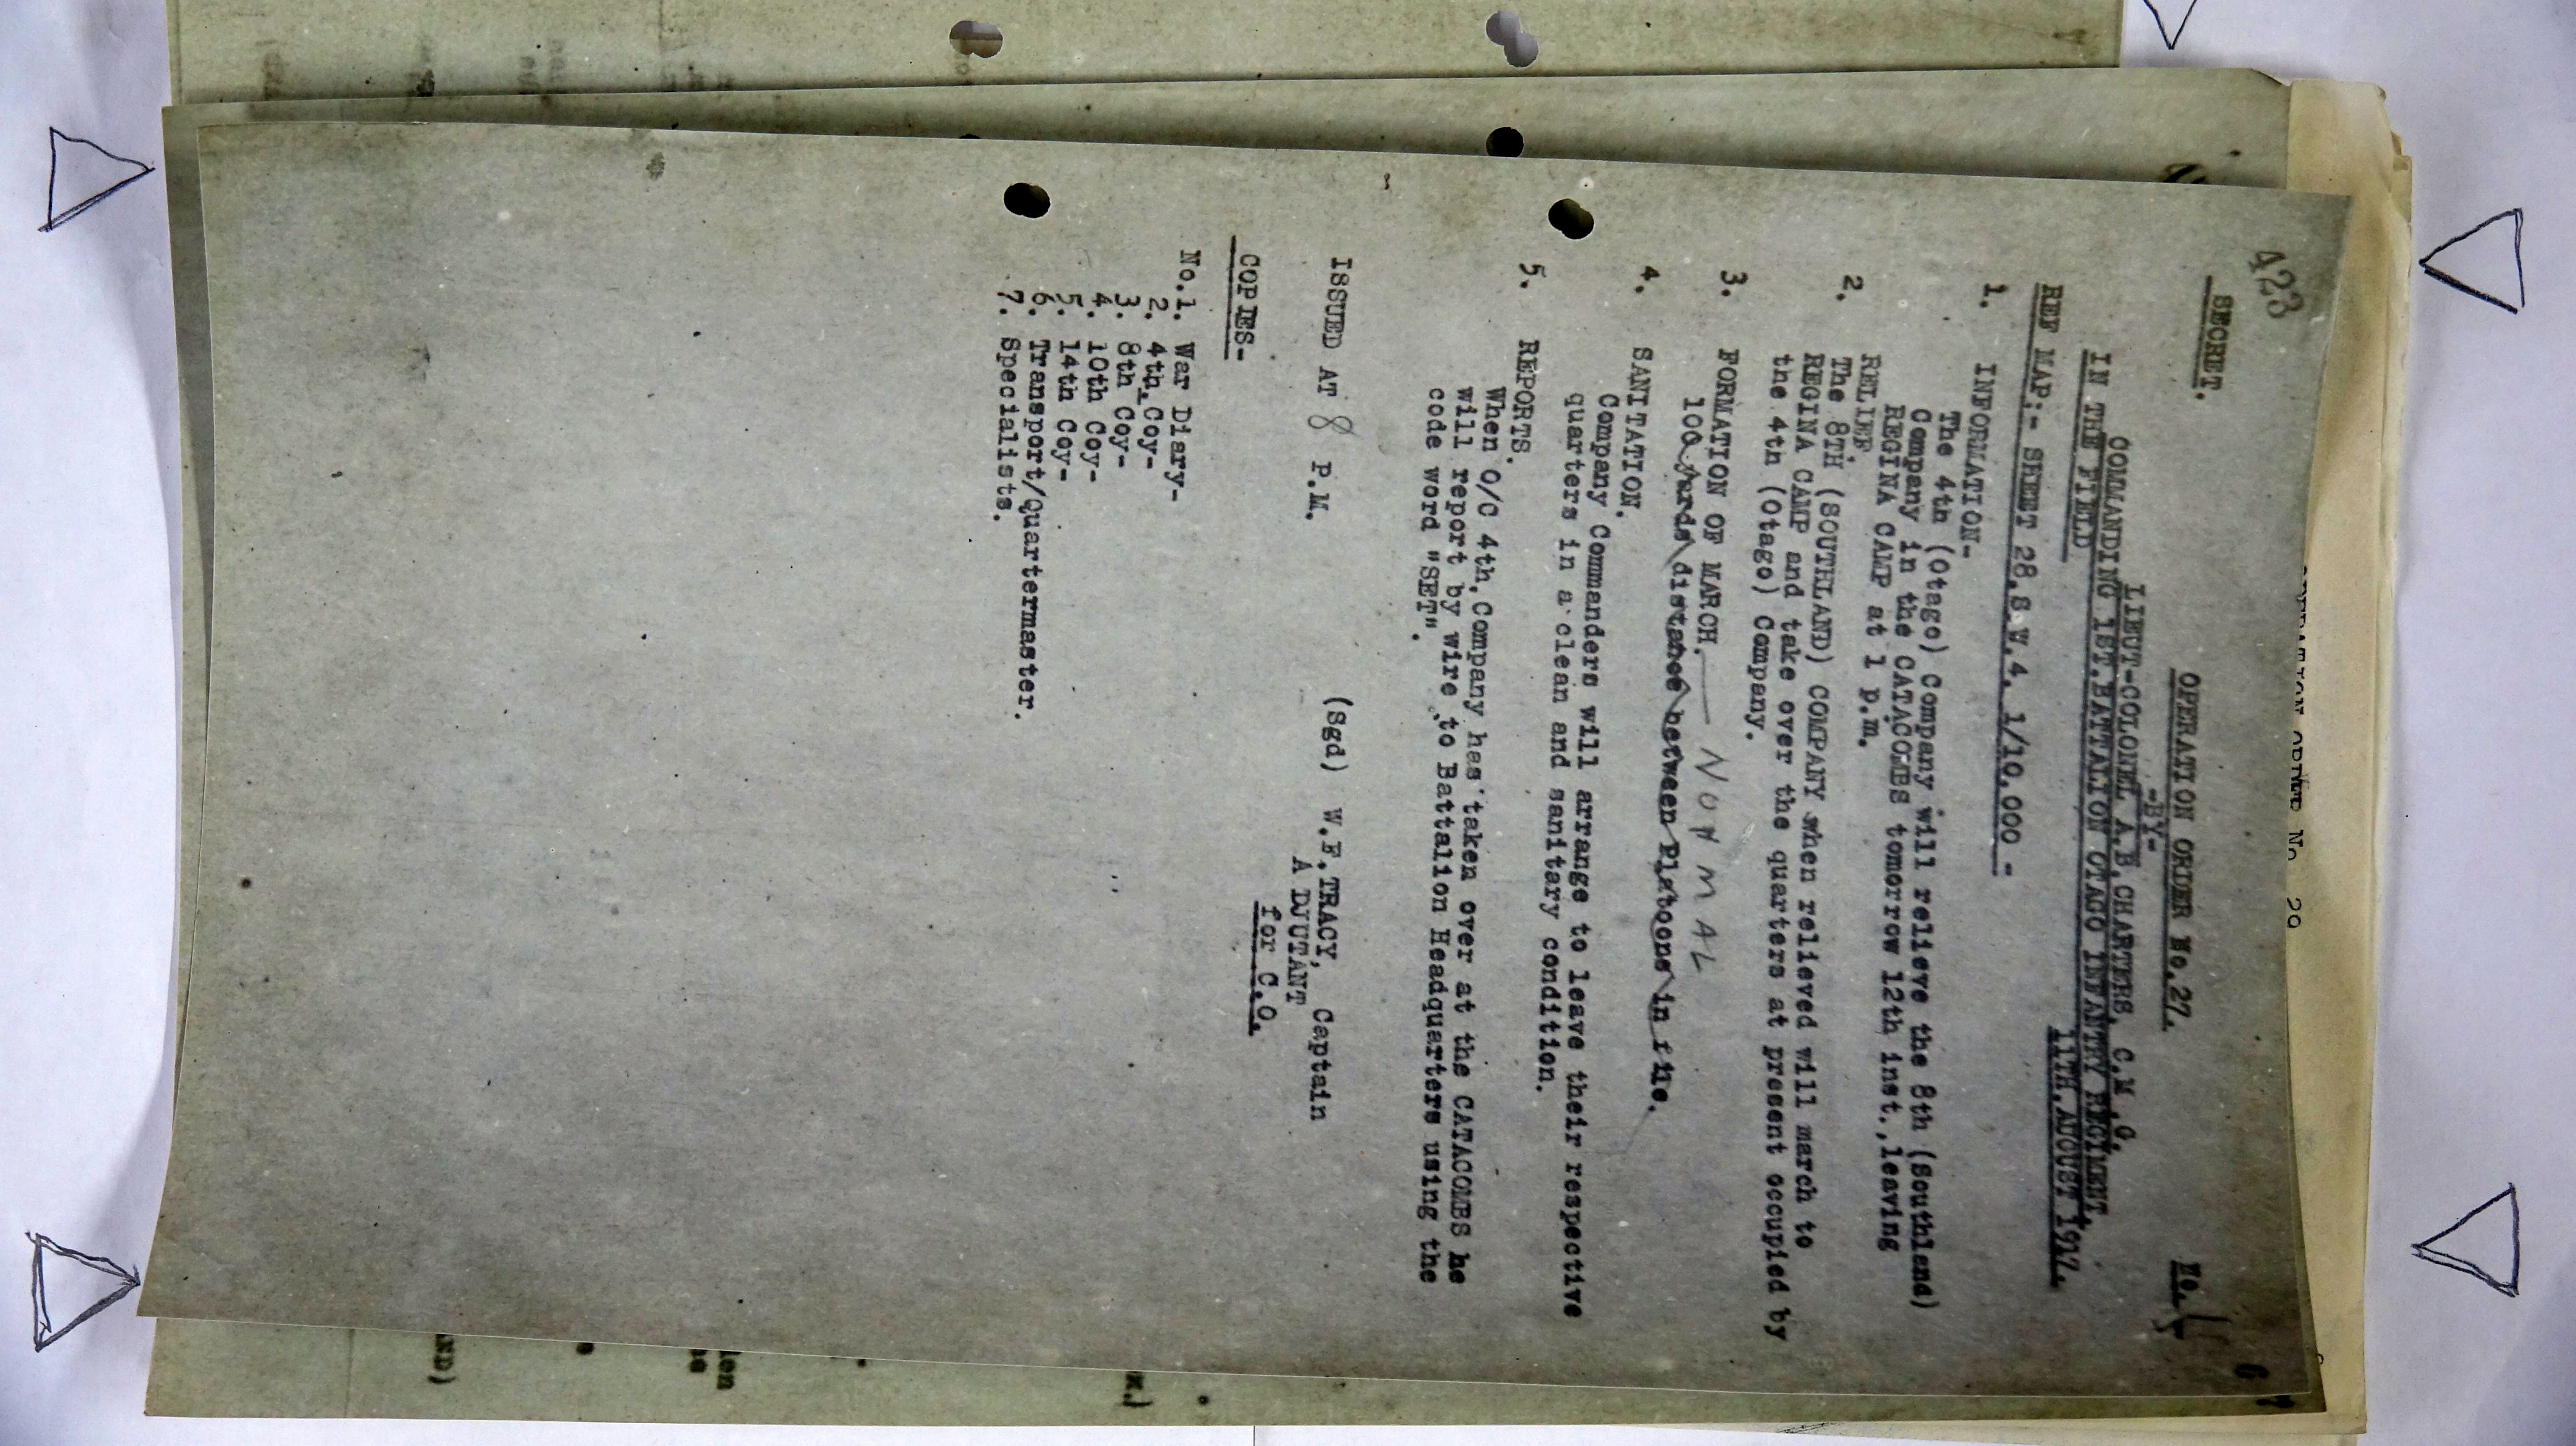 423
SECRET.
OPERATION ORDER No.27.
No.
-BY-
LIEUT-COLONEL A.B.CHARTERS, C.M.G.
COMMANDING 1ST.BATTALION OTAGO INFANTRY REGIMENT.
IN THE FIELD
11TH.AUGUST 1917.
REF MAP:- SHEET 28.S.W.4. 1/10,000 -
1. INFORMATION-
The 4th (Otago) Company will relieve the 8th (Southland)
Company in the CATACOMBS tomorrow 12th inst.,leaving
REGINA CAMP at 1 p.m.
2. RELIEF.
The 8TH (SOUTHLAND) COMPANY when relieved will march to
REGINA CAMP and take over the quarters at present occupied by
the 4th (Otago) Company.
3. FORMATION OF MARCH. — NORMAL
100 yards distance between Platoons in file.
4. SANITATION.
Company Commanders will arrange to leave their respective
quarters in a clean and sanitary condition.
5. REPORTS.
When O/C 4th.Company has taken over at the CATACOMBS he
will report by wire to Battalion Headquarters using the
code word "SET".
ISSUED AT 8 P.M.
(Sgd) W.F.TRACY, Captain
A DJUTANT
for C.O.
COPIES-
No.1. War Diary-
2. 4th.Coy-
3. 8th Coy-
4. 10th Coy-
5. 14th Coy-
6. Transport/Quartermaster.
7. Specialists.